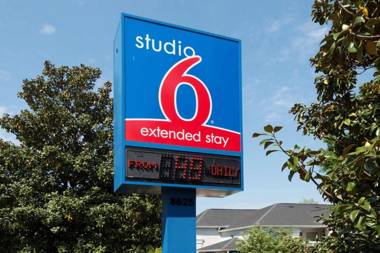 studio
6
extended stay
FROM DAILY